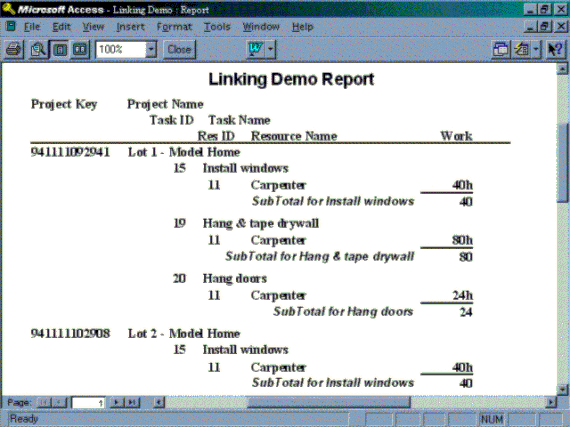 Microsoft Access - Linking Demo : Report
File Edit View Insert Format Tools Window Help
100% Close
Linking Demo Report
Project Key Project Name
Task ID Task Name
Res ID Resource Name Work
941111092941 Lot 1 - Model Home
15 Install windows
11 Carpenter 40h
SubTotal for Install windows 40
19 Hang & tape drywall
11 Carpenter 80h
SubTotal for Hang & tape drywall 80
20 Hang doors
11 Carpenter 24h
SubTotal for Hang doors 24
941111102908 Lot 2 - Model Home
15 Install windows
11 Carpenter 40h
SubTotal for Install windows 40
Page: 1
Ready NUM